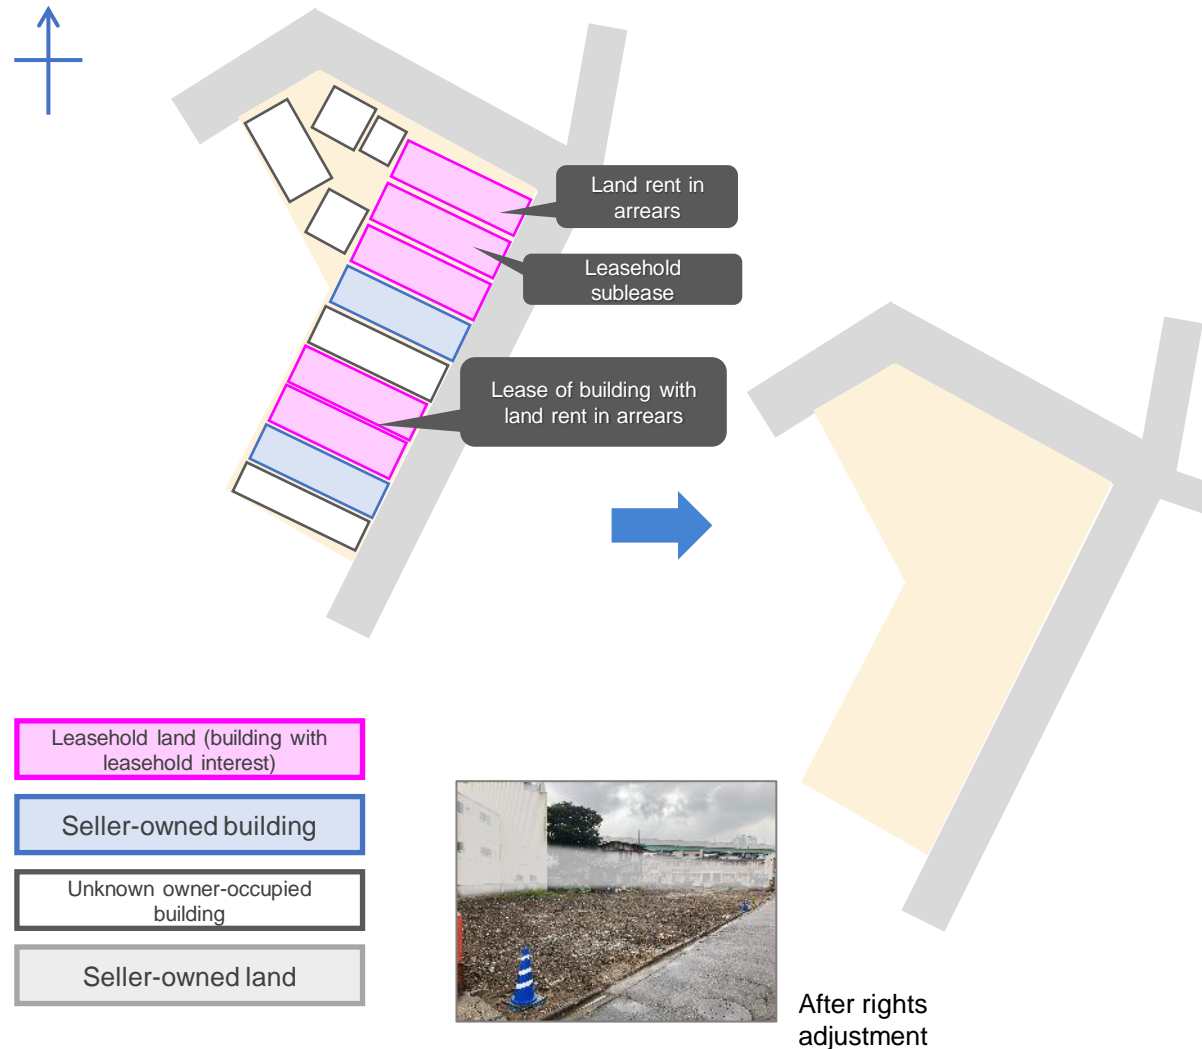 Land rent in
arrears
Leasehold
sublease
Lease of building with
land rent in arrears
Leasehold land (building with
leasehold interest)
Seller-owned building
Unknown owner-occupied
building
Seller-owned land
After rights
adjustment